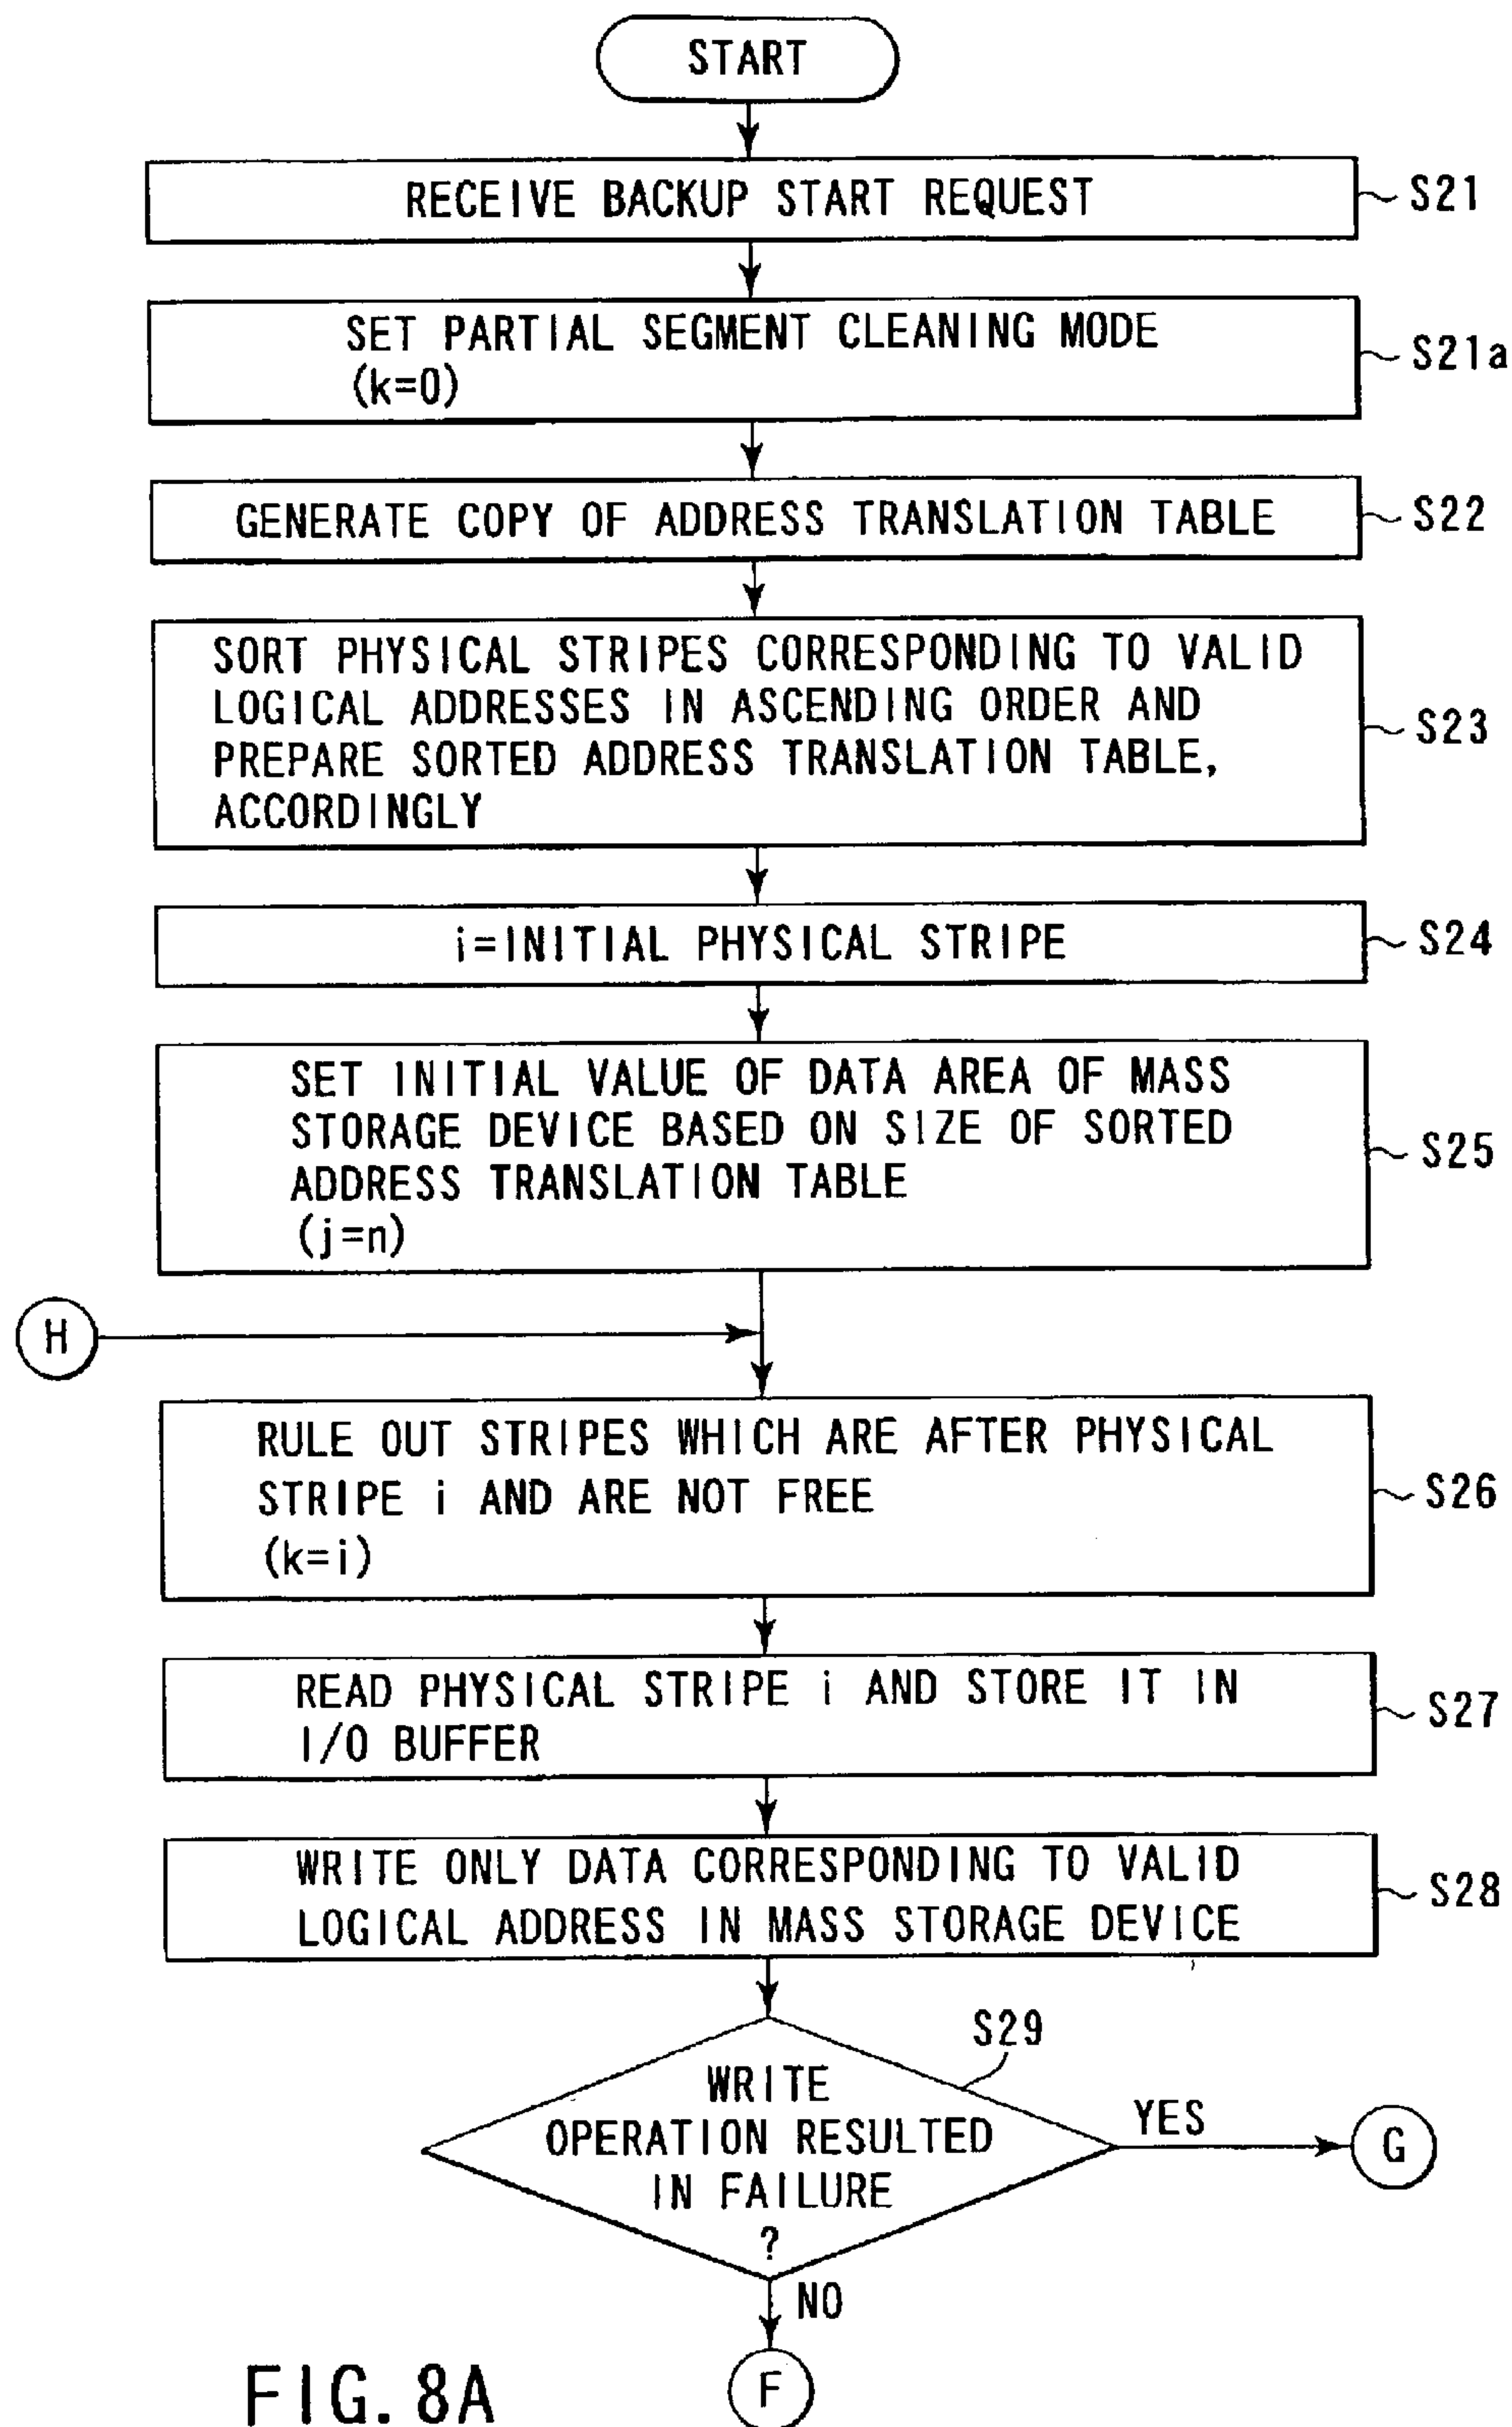 START
RECEIVE BACKUP START REQUEST
S21
SET PARTIAL SEGMENT CLEANING MODE
(k=0)
S21a
GENERATE COPY OF ADDRESS TRANSLATION TABLE
S22
SORT PHYSICAL STRIPES CORRESPONDING TO VALID
LOGICAL ADDRESSES IN ASCENDING ORDER AND
PREPARE SORTED ADDRESS TRANSLATION TABLE,
ACCORDINGLY
S23
i=INITIAL PHYSICAL STRIPE
S24
SET INITIAL VALUE OF DATA AREA OF MASS
STORAGE DEVICE BASED ON SIZE OF SORTED
ADDRESS TRANSLATION TABLE
(j=n)
S25
H
RULE OUT STRIPES WHICH ARE AFTER PHYSICAL
STRIPE i AND ARE NOT FREE
(k=i)
S26
READ PHYSICAL STRIPE i AND STORE IT IN
I/O BUFFER
S27
WRITE ONLY DATA CORRESPONDING TO VALID
LOGICAL ADDRESS IN MASS STORAGE DEVICE
S28
S29
WRITE
OPERATION RESULTED
IN FAILURE
?
YES
G
NO
F
FIG. 8A